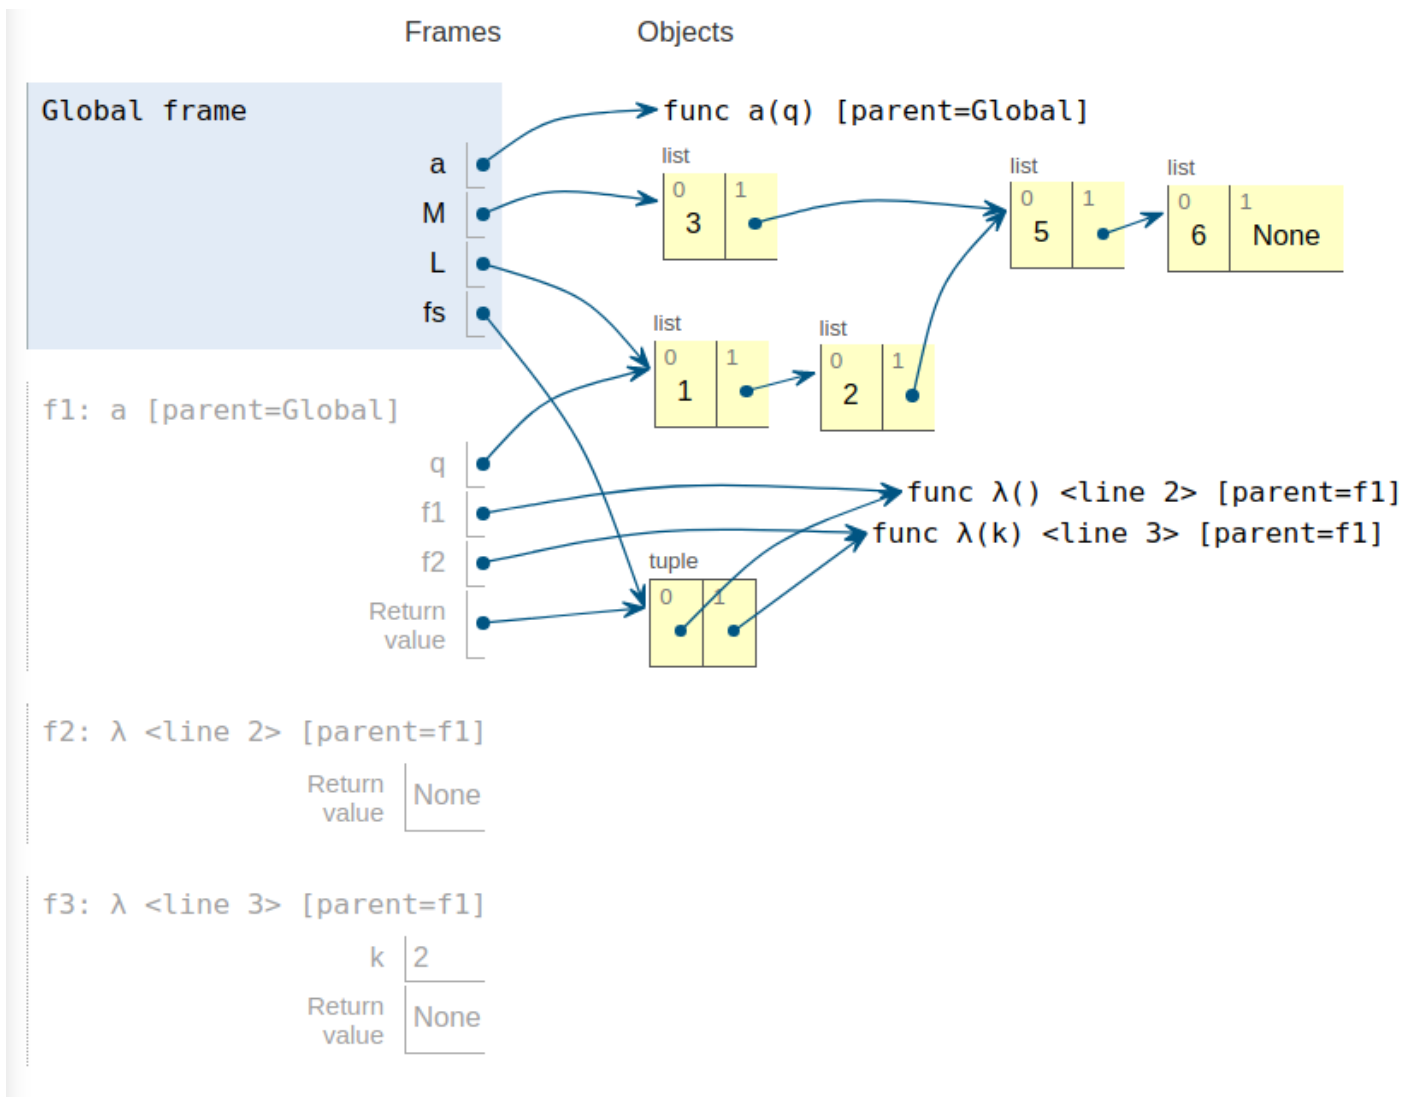 Frames Objects
Global frame
func a(q) [parent=Global]
a
M
L
fs
list
0 1
3
list
0 1
5
list
0 1
6 None
list
0 1
1
list
0 1
2
f1: a [parent=Global]
q
f1
f2
Return
value
func λ() <line 2> [parent=f1]
func λ(k) <line 3> [parent=f1]
tuple
0 1
f2: λ <line 2> [parent=f1]
Return
value
None
f3: λ <line 3> [parent=f1]
k 2
Return
value
None